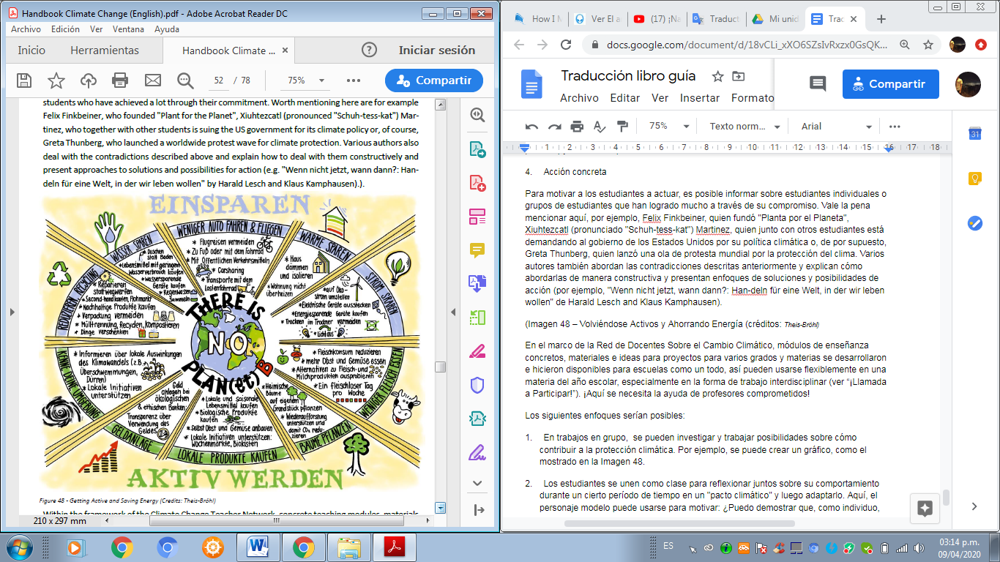 Handbook Climate Change (English).pdf - Adobe Acrobat Reader DC
Archivo Edición Ver Ventana Ayuda
Inicio Herramientas Handbook Climate ... × Iniciar sesión
52 / 78 75% Compartir
students who have achieved a lot through their commitment. Worth mentioning here are for example
Felix Finkbeiner, who founded "Plant for the Planet", Xiuhtezcatl (pronounced "Schuh-tess-kat") Mar-
tinez, who together with other students is suing the US government for its climate policy or, of course,
Greta Thunberg, who launched a worldwide protest wave for climate protection. Various authors also
deal with the contradictions described above and explain how to deal with them constructively and
present approaches to solutions and possibilities for action (e.g. "Wenn nicht jetzt, wann dann?: Han-
deln für eine Welt, in der wir leben wollen" by Harald Lesch and Klaus Kamphausen).).
EINSPAREN
WASSER SPAREN
* Duschen
statt Baden
* Lebensmittel mit geringem
Wasserverbrauch kaufen
* wassersparende
Geräte kaufen
* Regenwasser
Sammeln
WENIGER AUTO FAHREN & FLIEGEN
* Flugreisen vermeiden
* Zu Fuß oder mit dem Fahrrad
* Mit Öffentlichen Verkehrsmitteln
* Carsharing
* Transporte mit dem
Lastenfahrrad
WÄRME SPAREN
* Haus
dämmen
und isolieren
* Wohnung nicht
überheizen
STROM SPAREN
* auf Öko-
strom umstellen
* Elektrische Geräte ausstecken
* Energiesparende Geräte kaufen
* Trocknen im Trockner vermeiden
* Licht aus
REDUZIEREN RECYCLING
* Reparieren
statt wegwerfen
* Second-hand kaufen, Flohmarkt
* Nachhaltige Produkte kaufen
* Verpackung vermeiden
* Mülltrennung, Recyclen, Kompostieren
* Dinge verschenken
THERE IS
NO
PLAN(et) B
KENNE DEINE UMGEBUNG
* Informieren über lokale Auswirkungen
des Klimawandels (z.B.
Überschwemmungen,
Dürren)
* Lokale Initiativen
unterstützen
GELDANLAGE
Geld
anlegen bei
ökologischen
& ethischen Banken
Transparenz über
Verwendung des
Geldes
LOKALE PRODUKTE KAUFEN
* Lokale und saisonale
Lebensmittel kaufen
* Biologische Produkte
kaufen
* Selbst Obst und Gemüse anbauen
* Lokale Initiativen unterstützen:
Wochenmärkte, Biokisten
BÄUME PFLANZEN
* Heimische
Bäume
auf eigenem
Grundstück pflanzen
* Wiederaufforstung
unterstützen und
damit CO₂ redu-
zieren
WENIGER FLEISCH ESSEN
* Fleischkonsum reduzieren
* mehr Obst und Gemüse essen
* Alternativen zu Fleisch- und
Milchprodukten ausprobieren
* Ein fleischloser Tag
pro Woche
AKTIV WERDEN
Figure 48 - Getting Active and Saving Energy (Credits: Theis-Bröhl)
Within the framework of the Climate Change Teacher Network, concrete teaching modules, materials
210 x 297 mm
How I M Ver El a (17) ¡Na Traduct Mi unid Trad ×
docs.google.com/document/d/18vCLi_xXO6SZsIvRxzx0GsQK...
Traducción libro guía
Archivo Editar Ver Insertar Formato
Compartir
75% Texto norm... Arial
1 2 3 4 5 6 7 8 9 10 11 12 13 14 15 16 17 18
4. Acción concreta
Para motivar a los estudiantes a actuar, es posible informar sobre estudiantes individuales o
grupos de estudiantes que han logrado mucho a través de su compromiso. Vale la pena
mencionar aquí, por ejemplo, Felix Finkbeiner, quien fundó "Planta por el Planeta",
Xiuhtezcatl (pronunciado "Schuh-tess-kat") Martinez, quien junto con otros estudiantes está
demandando al gobierno de los Estados Unidos por su política climática o, de por supuesto,
Greta Thunberg, quien lanzó una ola de protesta mundial por la protección del clima. Varios
autores también abordan las contradicciones descritas anteriormente y explican cómo
abordarlas de manera constructiva y presentan enfoques de soluciones y posibilidades de
acción (por ejemplo, "Wenn nicht jetzt, wann dann?: Han-deln für eine Welt, in der wir leben
wollen" de Harald Lesch and Klaus Kamphausen).
(Imagen 48 – Volviéndose Activos y Ahorrando Energía (créditos: Theis-Bröhl)
En el marco de la Red de Docentes Sobre el Cambio Climático, módulos de enseñanza
concretos, materiales e ideas para proyectos para varios grados y materias se desarrollaron
e hicieron disponibles para escuelas como un todo, así pueden usarse flexiblemente en una
materia del año escolar, especialmente en la forma de trabajo interdisciplinar (ver “¡Llamada
a Participar!”). ¡Aquí se necesita la ayuda de profesores comprometidos!
Los siguientes enfoques serían posibles:
1. En trabajos en grupo, se pueden investigar y trabajar posibilidades sobre cómo
contribuir a la protección climática. Por ejemplo, se puede crear un gráfico, como el
mostrado en la Imagen 48.
2. Los estudiantes se unen como clase para reflexionar juntos sobre su comportamiento
durante un cierto período de tiempo en un "pacto climático" y luego adaptarlo. Aquí, el
personaje modelo puede usarse para motivar: ¿Puedo demostrar que, como individuo,
31
ES
03:14 p.m.
09/04/2020